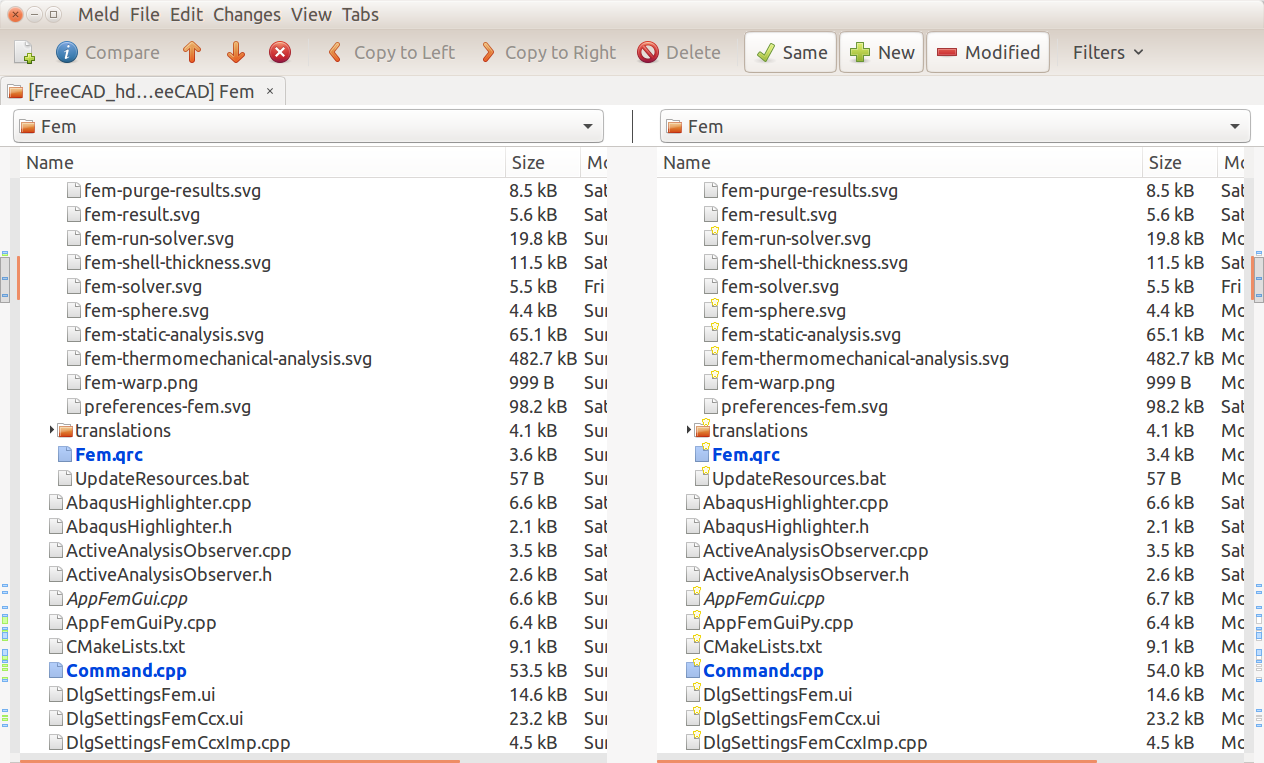 Meld File Edit Changes View Tabs
Compare Copy to Left Copy to Right Delete Same New Modified Filters
[FreeCAD_hd…eeCAD] Fem ×
Fem Fem
Name Size Mo Name Size Mo
fem-purge-results.svg 8.5 kB Sat fem-purge-results.svg 8.5 kB Sat
fem-result.svg 5.6 kB Sat fem-result.svg 5.6 kB Sat
fem-run-solver.svg 19.8 kB Sun fem-run-solver.svg 19.8 kB Mo
fem-shell-thickness.svg 11.5 kB Sat fem-shell-thickness.svg 11.5 kB Sat
fem-solver.svg 5.5 kB Fri fem-solver.svg 5.5 kB Fri
fem-sphere.svg 4.4 kB Sun fem-sphere.svg 4.4 kB Mo
fem-static-analysis.svg 65.1 kB Sun fem-static-analysis.svg 65.1 kB Mo
fem-thermomechanical-analysis.svg 482.7 kB Sun fem-thermomechanical-analysis.svg 482.7 kB Mo
fem-warp.png 999 B Sun fem-warp.png 999 B Mo
preferences-fem.svg 98.2 kB Sat preferences-fem.svg 98.2 kB Sat
translations 4.1 kB Sun translations 4.1 kB Mo
Fem.qrc 3.6 kB Sun Fem.qrc 3.4 kB Mo
UpdateResources.bat 57 B Sun UpdateResources.bat 57 B Mo
AbaqusHighlighter.cpp 6.6 kB Sat AbaqusHighlighter.cpp 6.6 kB Sat
AbaqusHighlighter.h 2.1 kB Sat AbaqusHighlighter.h 2.1 kB Sat
ActiveAnalysisObserver.cpp 3.5 kB Sat ActiveAnalysisObserver.cpp 3.5 kB Sat
ActiveAnalysisObserver.h 2.6 kB Sat ActiveAnalysisObserver.h 2.6 kB Sat
AppFemGui.cpp 6.6 kB Sun AppFemGui.cpp 6.7 kB Mo
AppFemGuiPy.cpp 6.4 kB Sun AppFemGuiPy.cpp 6.4 kB Mo
CMakeLists.txt 9.1 kB Sun CMakeLists.txt 9.1 kB Mo
Command.cpp 53.5 kB Sun Command.cpp 54.0 kB Mo
DlgSettingsFem.ui 14.6 kB Sun DlgSettingsFem.ui 14.6 kB Mo
DlgSettingsFemCcx.ui 23.2 kB Sun DlgSettingsFemCcx.ui 23.2 kB Mo
DlgSettingsFemCcxImp.cpp 4.5 kB Sun DlgSettingsFemCcxImp.cpp 4.5 kB Mo